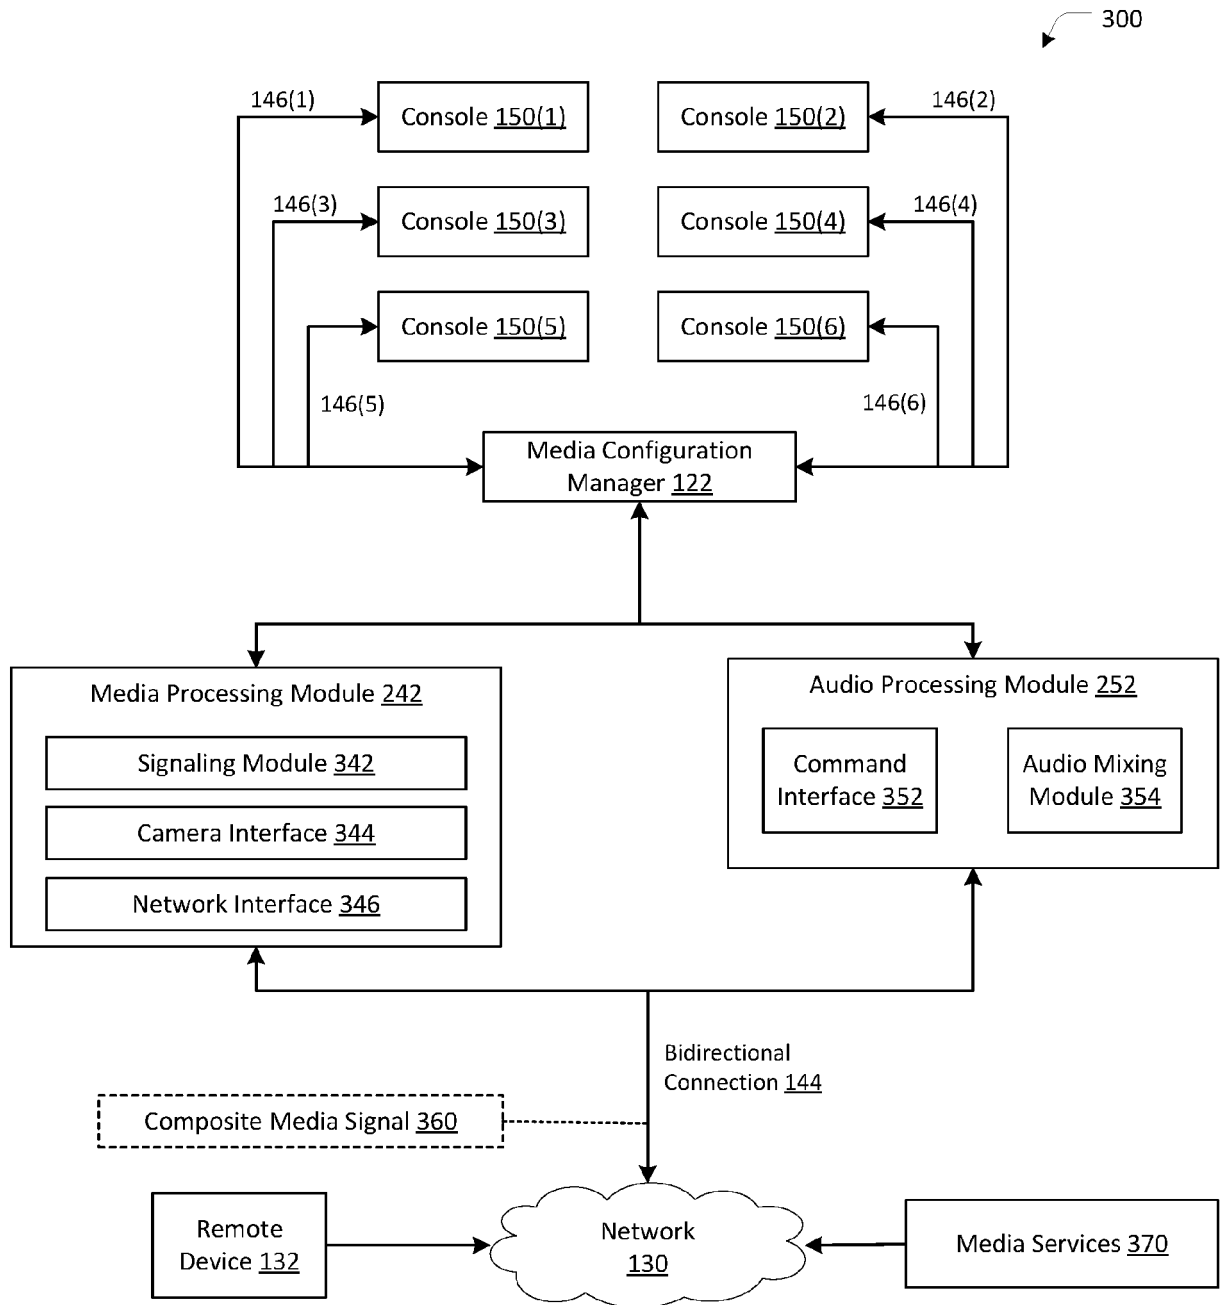 300
146(1)
Console 150(1)
Console 150(2)
146(2)
146(3)
Console 150(3)
Console 150(4)
146(4)
Console 150(5)
Console 150(6)
146(5)
146(6)
Media Configuration
Manager 122
Media Processing Module 242
Signaling Module 342
Camera Interface 344
Network Interface 346
Audio Processing Module 252
Command
Interface 352
Audio Mixing
Module 354
Bidirectional
Connection 144
Composite Media Signal 360
Remote
Device 132
Network
130
Media Services 370